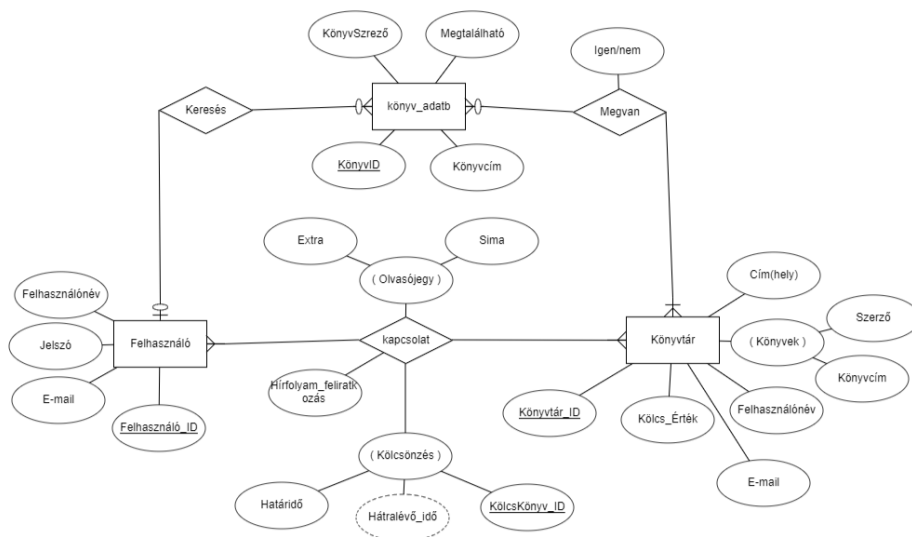 KönyvSzrező
Megtalálható
Igen/nem
Keresés
könyv_adatb
Megvan
KönyvID
Könyvcím
Extra
Sima
( Olvasójegy )
Cím(hely)
Felhasználónév
Szerző
Jelszó
Felhasználó
kapcsolat
Könyvtár
( Könyvek )
E-mail
Hírfolyam_feliratk
ozás
Könyvcím
Felhasználó_ID
Könyvtár_ID
Kölcs_Érték
Felhasználónév
( Kölcsönzés )
E-mail
Határidő
Hátralévő_idő
KölcsKönyv_ID